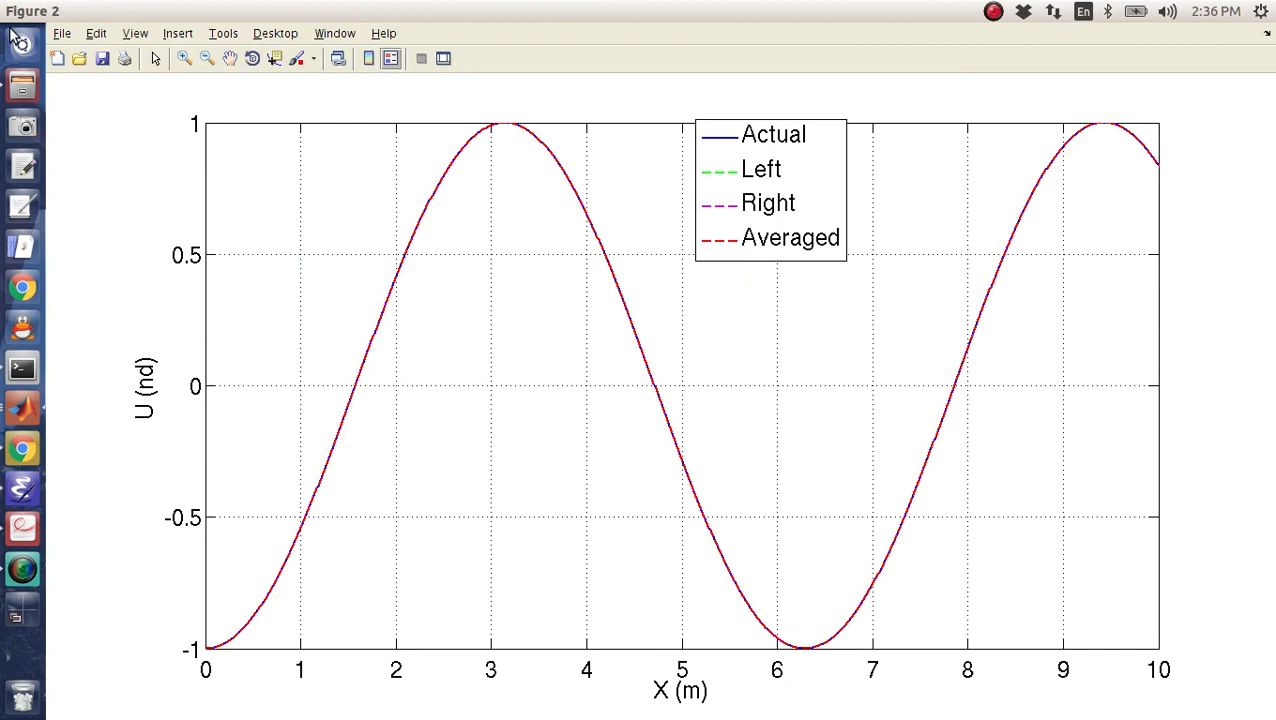 Figure 2
En
2:36 PM
File Edit View Insert Tools Desktop Window Help
Actual
Left
Right
Averaged
1
0.5
0
-0.5
-1
U (nd)
0 1 2 3 4 5 6 7 8 9 10
X (m)